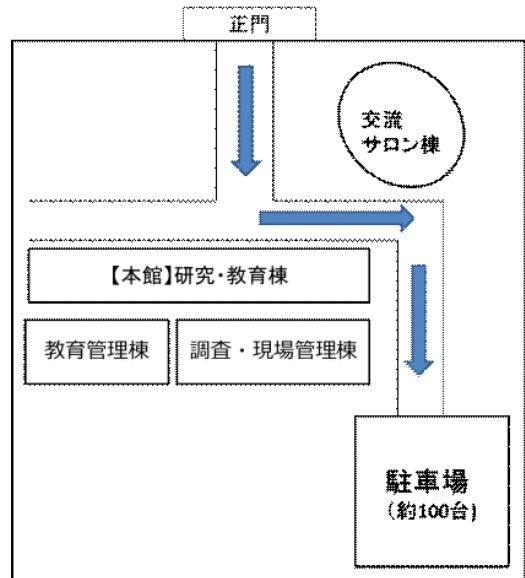 正門
交流
サロン棟
【本館】研究・教育棟
教育管理棟
調査・現場管理棟
駐車場
(約100台)